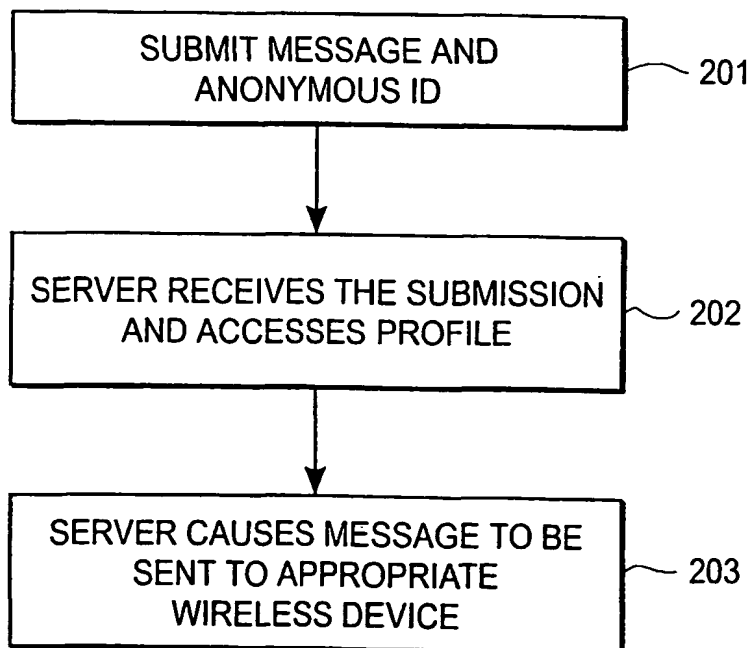 SUBMIT MESSAGE AND
ANONYMOUS ID
201
SERVER RECEIVES THE SUBMISSION
AND ACCESSES PROFILE
202
SERVER CAUSES MESSAGE TO BE
SENT TO APPROPRIATE
WIRELESS DEVICE
203